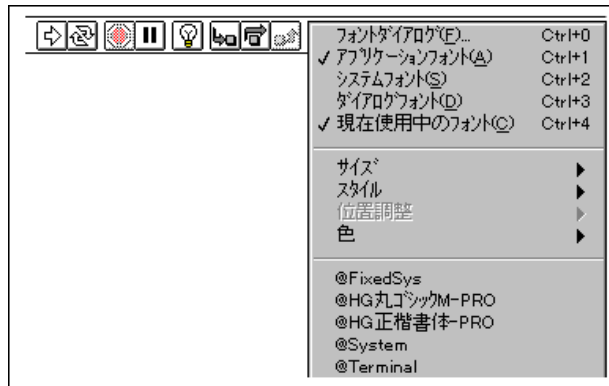 フォントダイアログ(F)... Ctrl+0
✓ アプリケーションフォント(A) Ctrl+1
システムフォント(S) Ctrl+2
ダイアログフォント(D) Ctrl+3
✓ 現在使用中のフォント(C) Ctrl+4
サイズ
スタイル
位置調整
色
@FixedSys
@HG丸ゴシックM-PRO
@HG正楷書体-PRO
@System
@Terminal